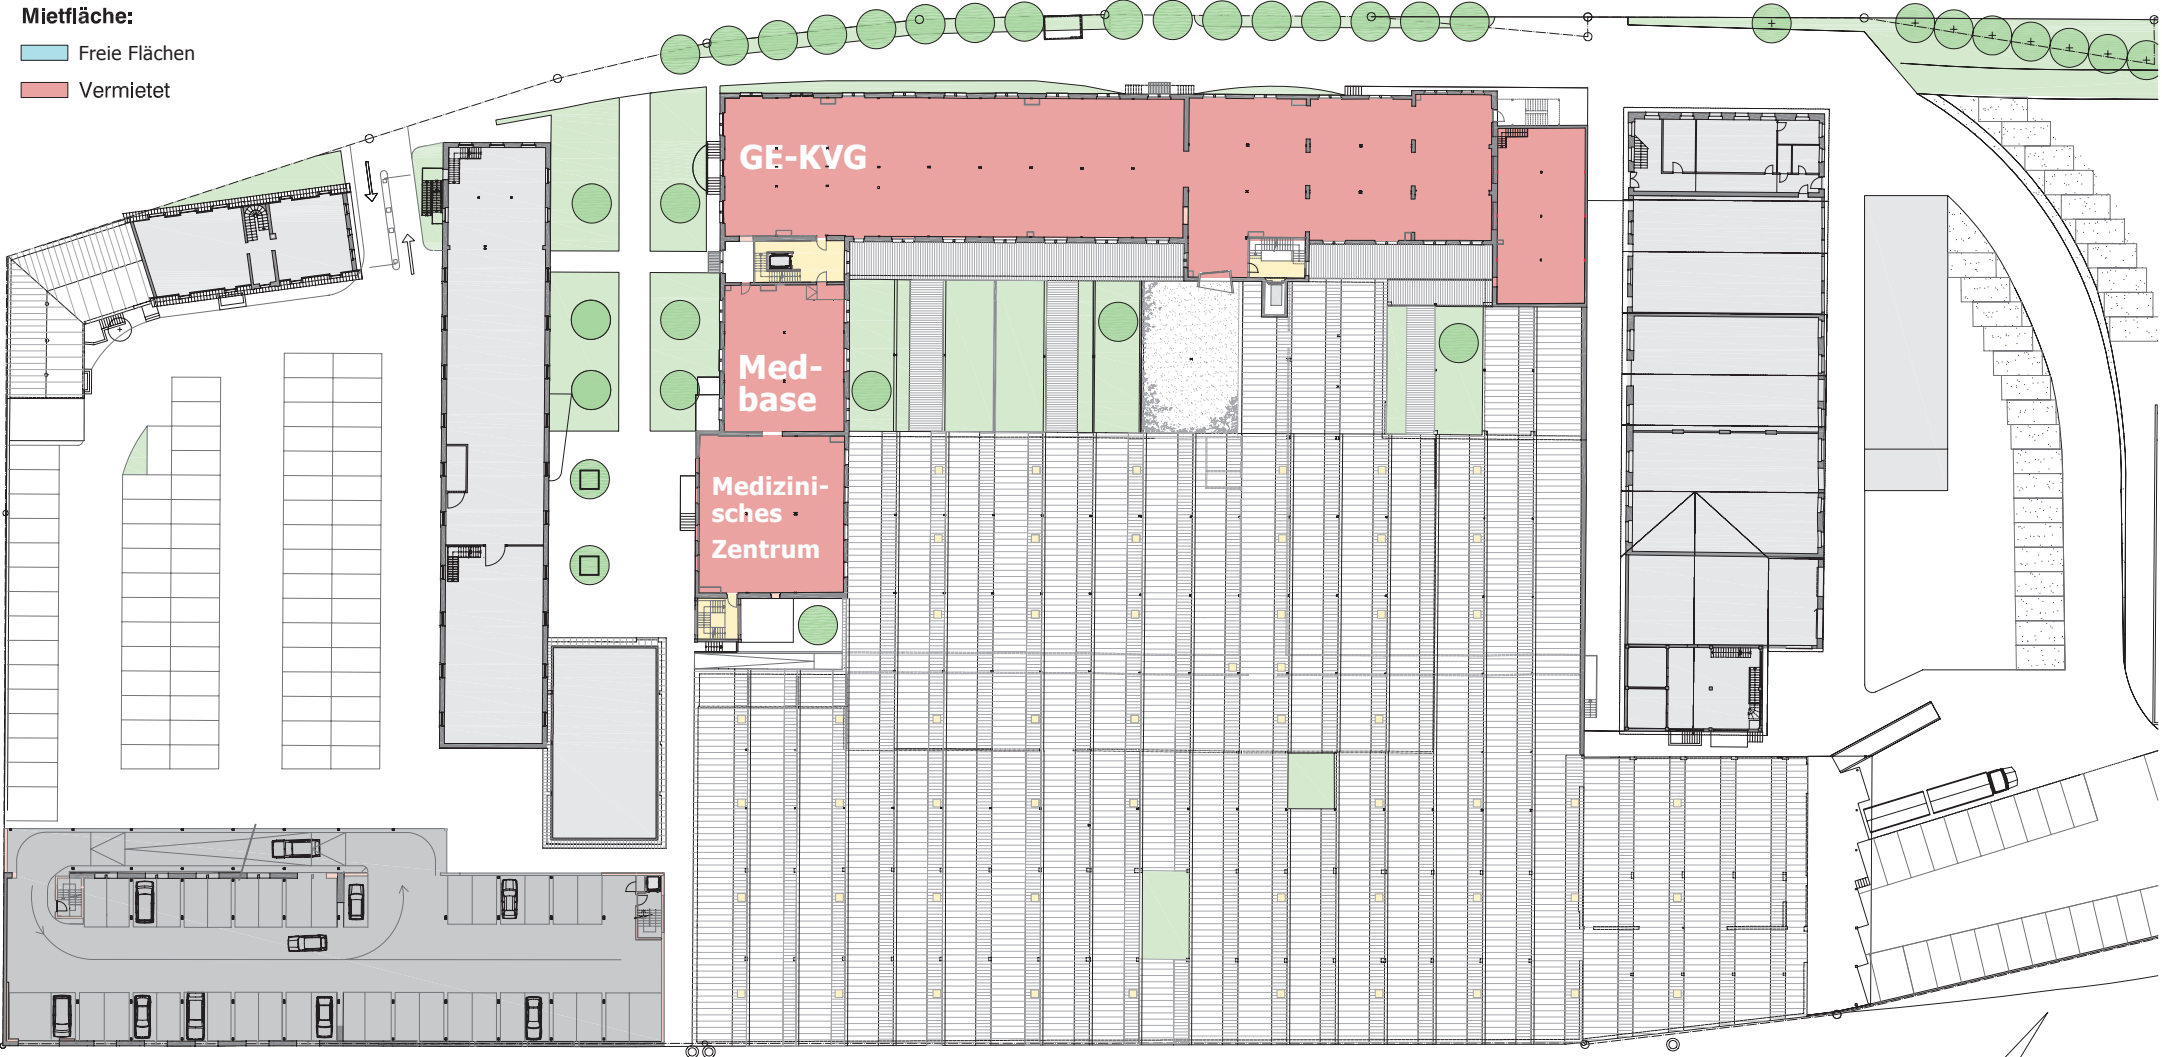 Mietfläche:
Freie Flächen
Vermietet
GE-KVG
Med-
base
Medizini-
sches
Zentrum